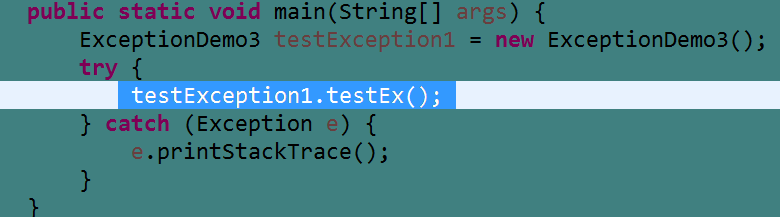 public static void main(String[] args) {
ExceptionDemo3 testException1 = new ExceptionDemo3();
try {
testException1.testEx();
} catch (Exception e) {
e.printStackTrace();
}
}